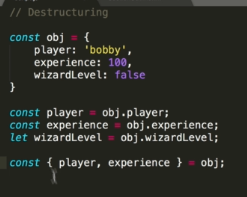 // Destructuring
const obj = {
    player: 'bobby',
    experience: 100,
    wizardLevel: false
}
const player = obj.player;
const experience = obj.experience;
let wizardLevel = obj.wizardLevel;
const { player, experience } = obj;